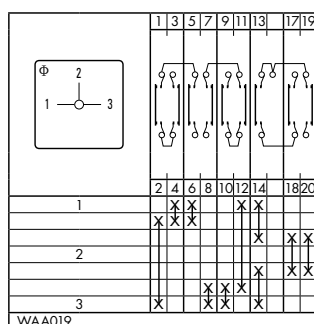 1 3 5 7 9 11 13 17 19
Φ 2
1 3
2 4 6 8 10 12 14 18 20
1 X X X X
X X X
X X X
2
X X X
X X X
3 X X X X
WAA019